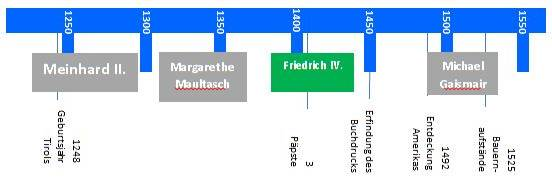 1250
1300
1350
1400
1450
1500
1550
Meinhard II.
Margarethe
Maultasch
Friedrich IV.
Michael
Gaismair
1248
Geburtsjahr
Tirols
3
Päpste
Erfindung des
Buchdrucks
1492
Entdeckung
Amerikas
1525
Bauern-
aufstände